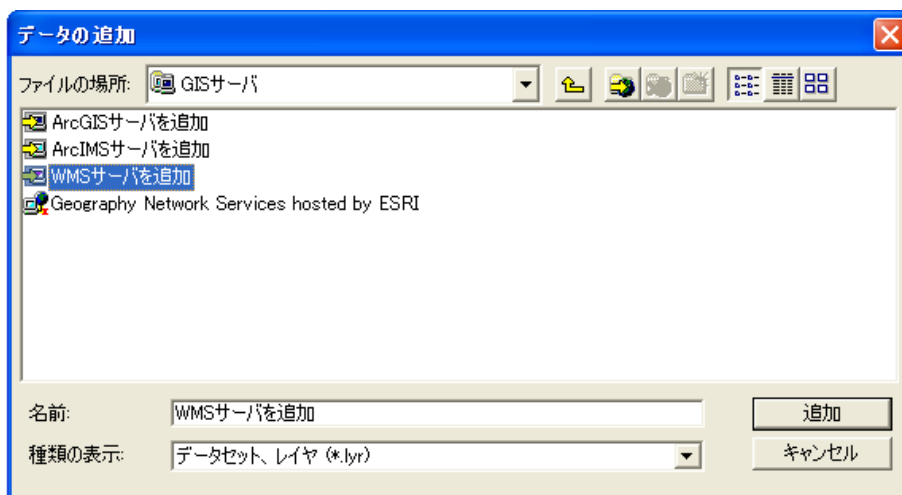 データの追加
ファイルの場所: GISサーバ
ArcGISサーバを追加
ArcIMSサーバを追加
WMSサーバを追加
Geography Network Services hosted by ESRI
名前: WMSサーバを追加 追加
種類の表示: データセット、レイヤ (*.lyr) キャンセル